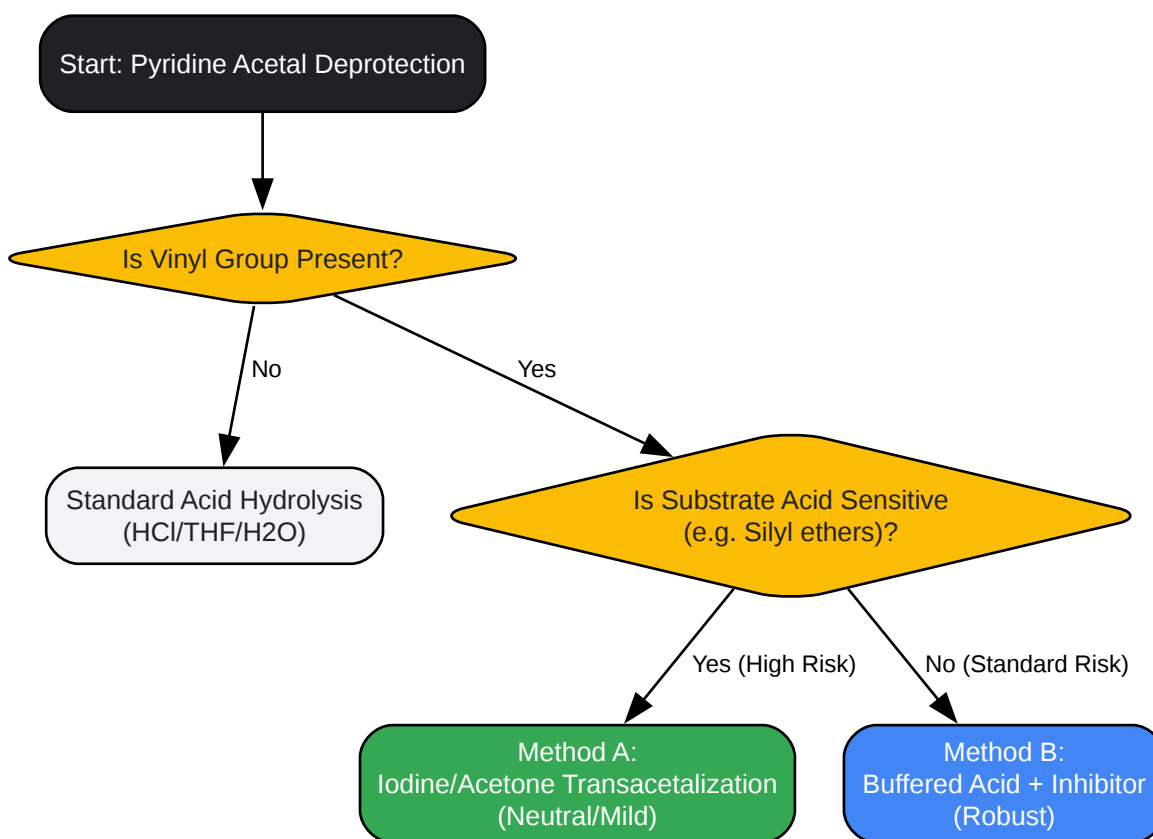 Start: Pyridine Acetal Deprotection
Is Vinyl Group Present?
No
Yes
Standard Acid Hydrolysis
(HCl/THF/H2O)
Is Substrate Acid Sensitive
(e.g. Silyl ethers)?
Yes (High Risk)
No (Standard Risk)
Method A:
Iodine/Acetone Transacetalization
(Neutral/Mild)
Method B:
Buffered Acid + Inhibitor
(Robust)